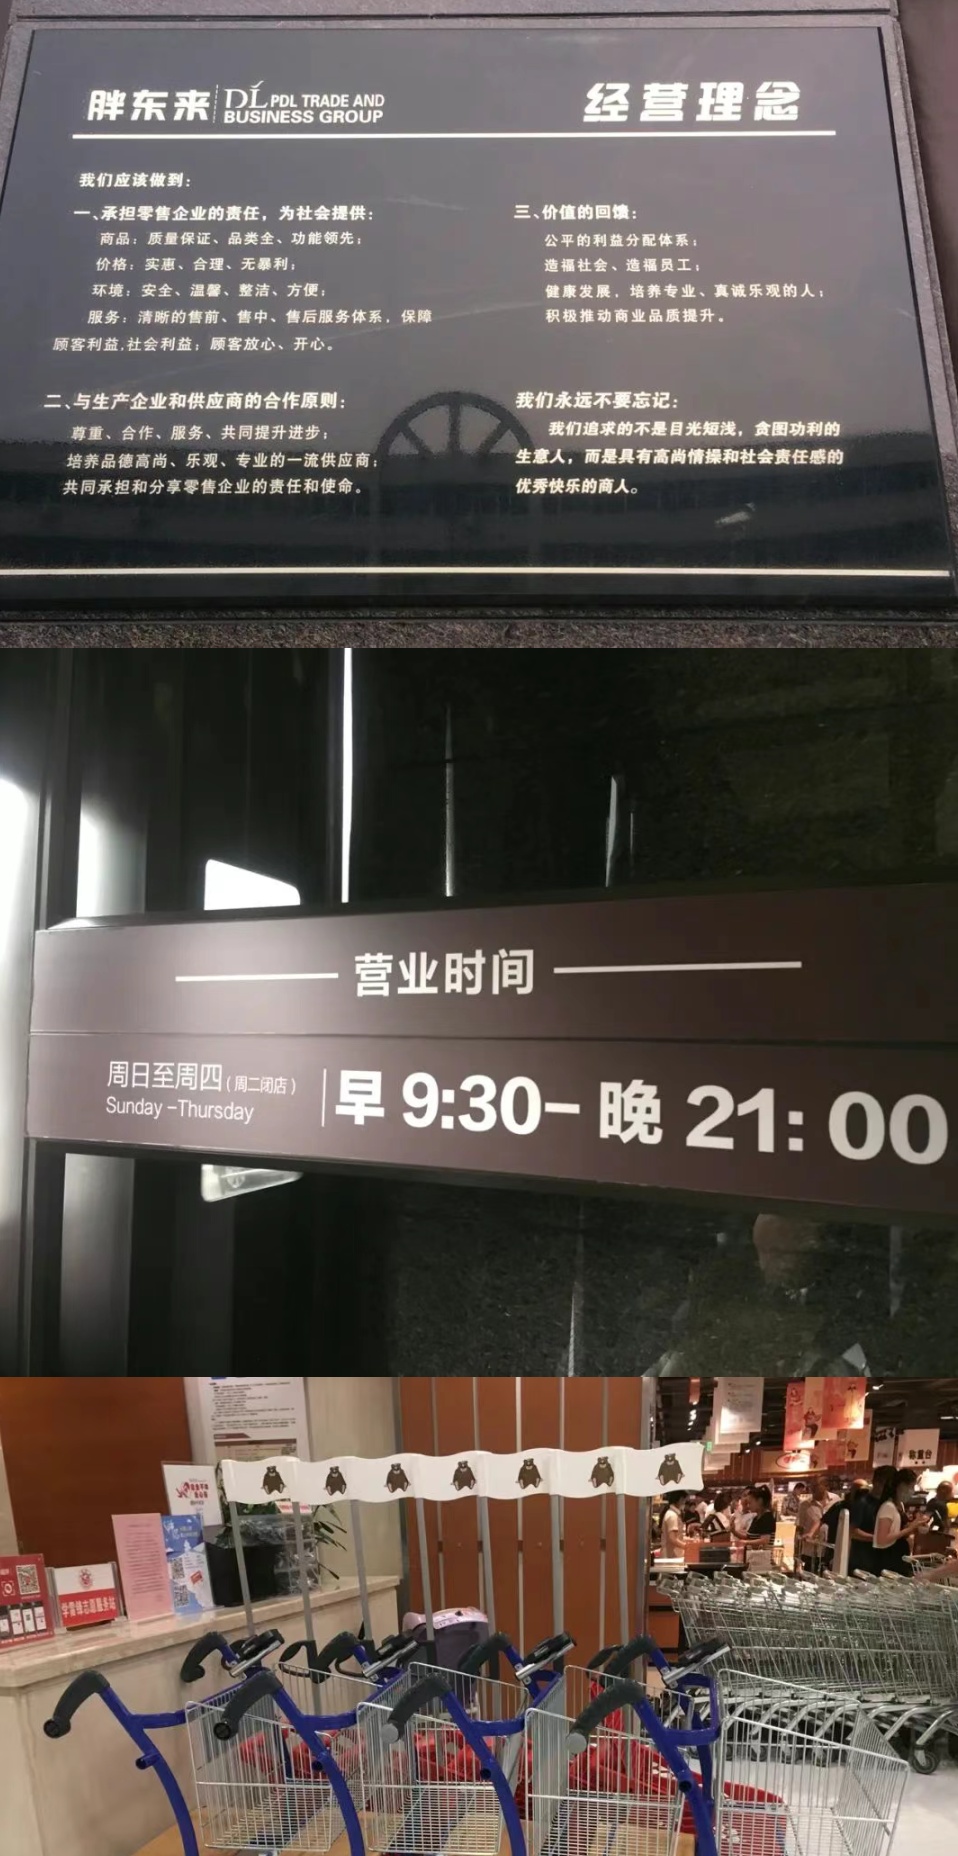 胖东来 DL PDL TRADE AND
BUSINESS GROUP
经营理念
我们应该做到：
一、承担零售企业的责任，为社会提供：
商品：质量保证、品类全、功能领先；
价格：实惠、合理、无暴利；
环境：安全、温馨、整洁、方便；
服务：清晰的售前、售中、售后服务体系，保障
顾客利益,社会利益；顾客放心、开心。
二、与生产企业和供应商的合作原则：
尊重、合作、服务、共同提升进步；
培养品德高尚、乐观、专业的一流供应商；
共同承担和分享零售企业的责任和使命。
三、价值的回馈：
公平的利益分配体系；
造福社会、造福员工；
健康发展，培养专业、真诚乐观的人；
积极推动商业品质提升。
我们永远不要忘记：
我们追求的不是目光短浅，贪图功利的
生意人，而是具有高尚情操和社会责任感的
优秀快乐的商人。
营业时间
周日至周四（周二闭店）
Sunday –Thursday
早 9:30– 晚 21: 00
学雷锋志愿服务站